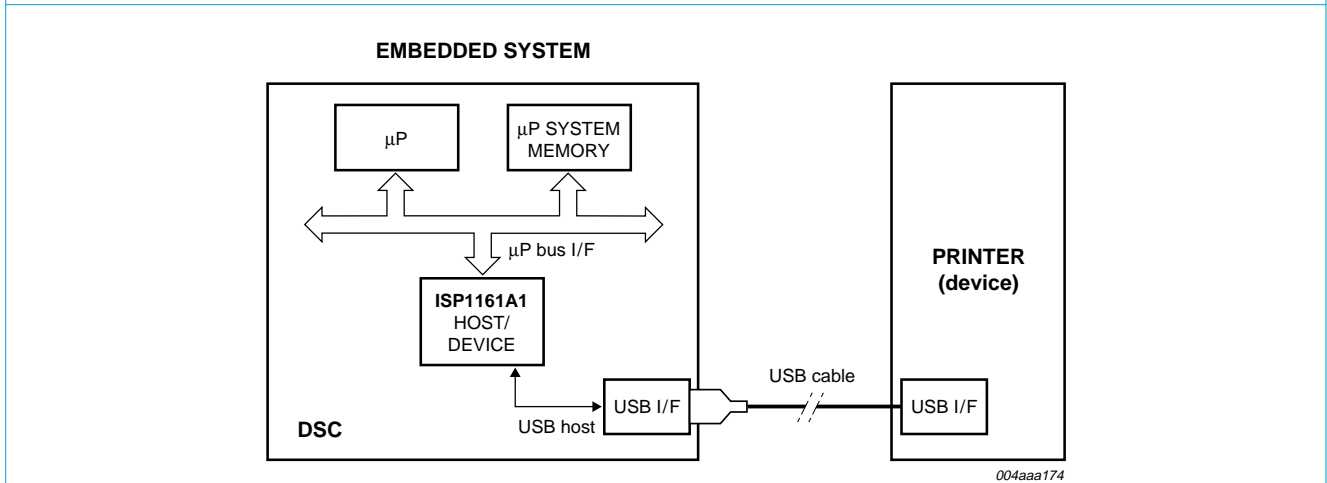 EMBEDDED SYSTEM
μP
μP SYSTEM
MEMORY
μP bus I/F
ISP1161A1
HOST/
DEVICE
USB host
DSC
USB I/F
USB cable
PRINTER
(device)
USB I/F
004aaa174